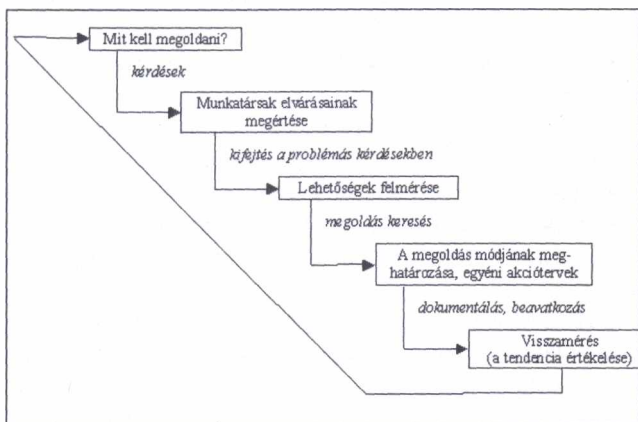 Mit kell megoldani?
kérdések
Munkatársak elvárásainak
megértése
kifejtés a problémás kérdésekben
Lehetőségek felmérése
megoldás keresés
A megoldás módjának meg-
határozása, egyéni akciótervek
dokumentálás, beavatkozás
Visszamérés
(a tendencia értékelése)